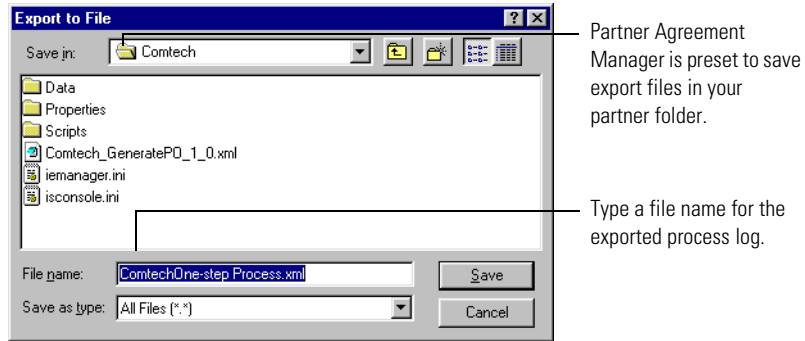 Export to File
Save in:
Comtech
Data
Properties
Scripts
Comtech_GeneratePO_1_0.xml
iemanager.ini
isconsole.ini
File name:
ComtechOne-step Process.xml
Save
Save as type:
All Files (*.*)
Cancel
Partner Agreement
Manager is preset to save
export files in your
partner folder.
Type a file name for the
exported process log.